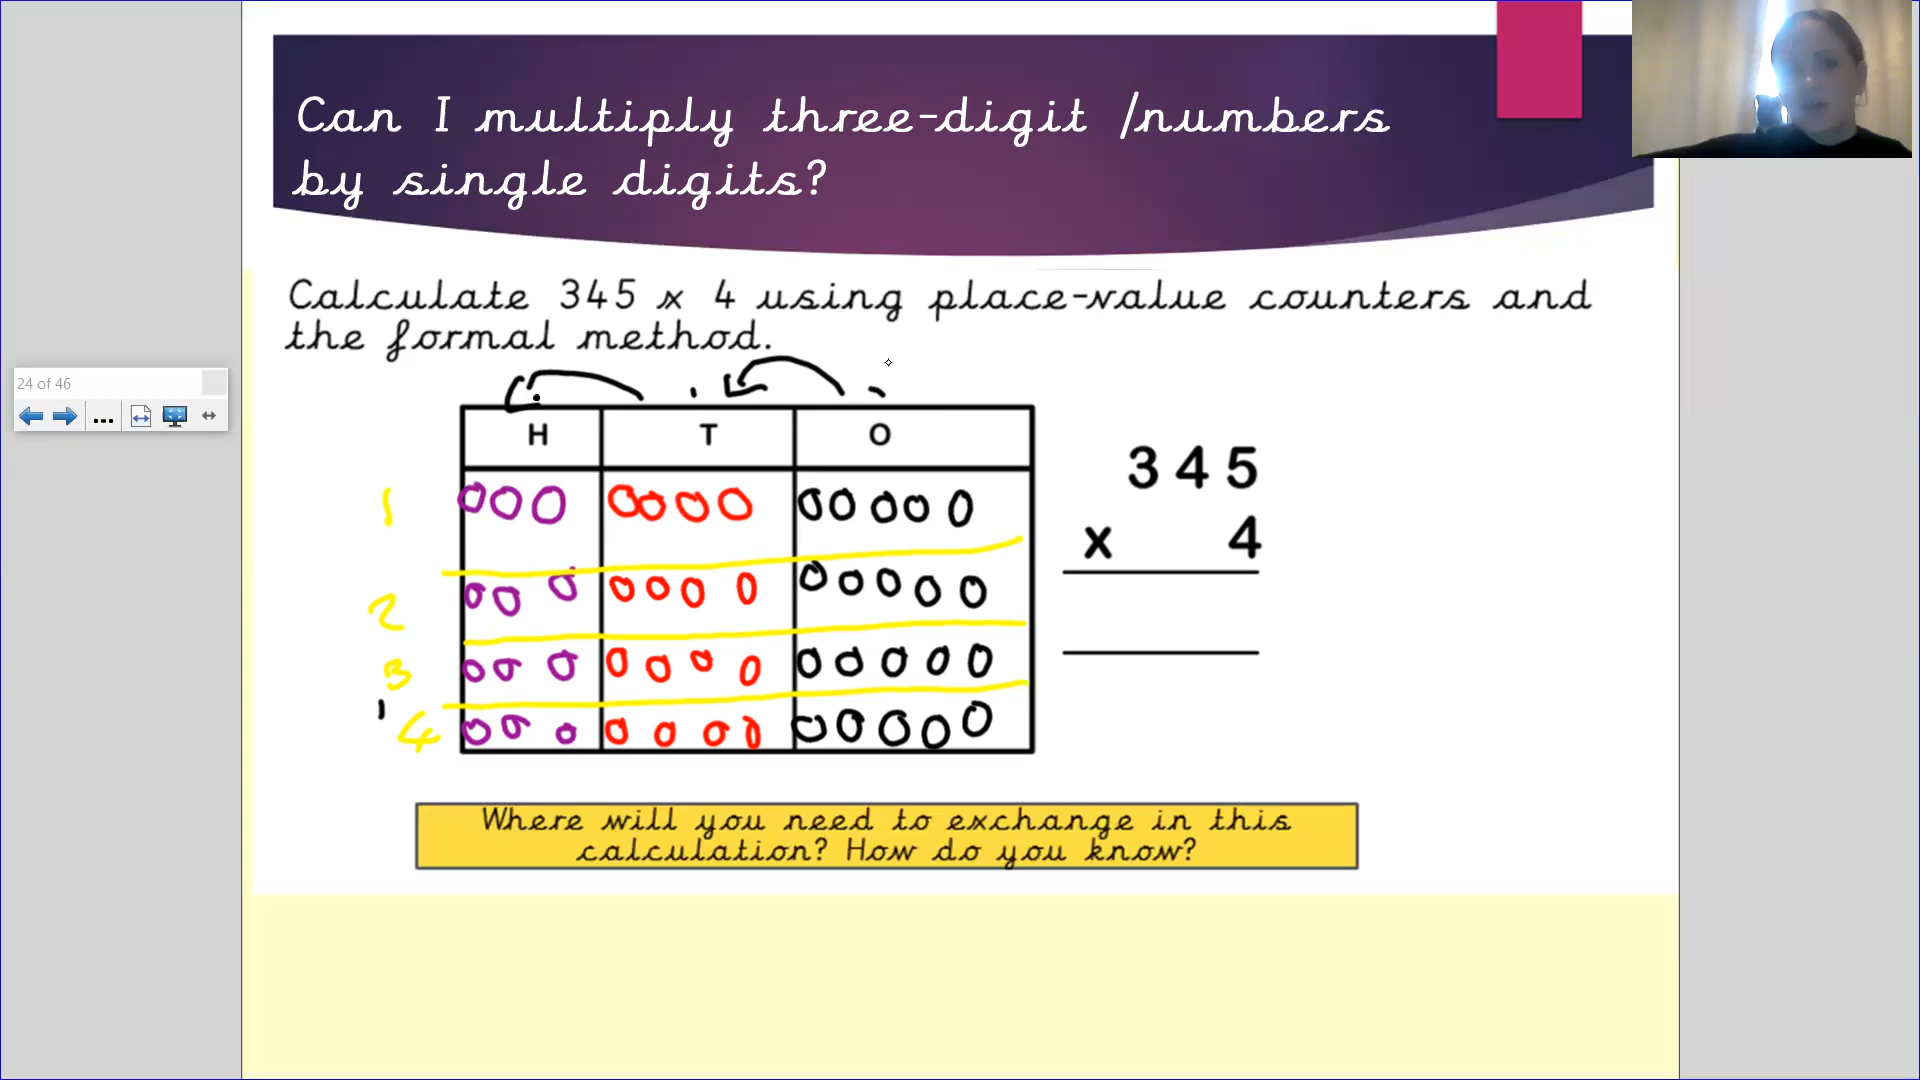 Can I multiply three-digit /numbers
by single digits?
Calculate 345 x 4 using place-value counters and
the formal method.
24 of 46
H T O
345
x 4
1
2
3
4
Where will you need to exchange in this
calculation? How do you know?